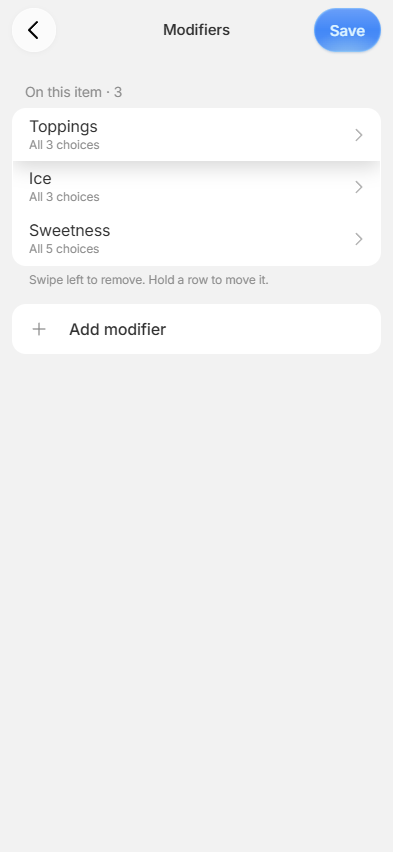 Modifiers
Save
On this item · 3
Toppings
All 3 choices
Ice
All 3 choices
Sweetness
All 5 choices
Swipe left to remove. Hold a row to move it.
Add modifier